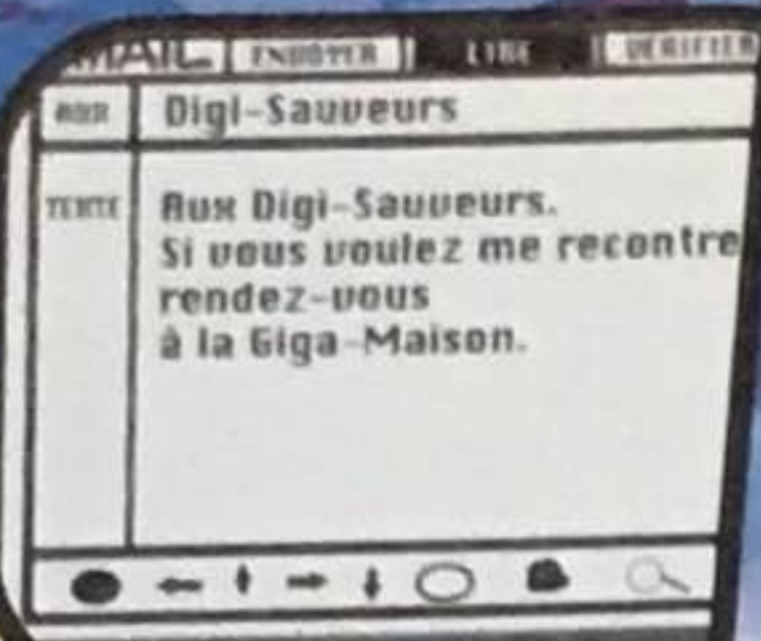 MAIL ENVOYER LIRE VERIFIER
AUX Digi-Sauveurs
TEXTE Aux Digi-Sauveurs.
Si vous voulez me recontre
rendez-vous
à la Giga-Maison.